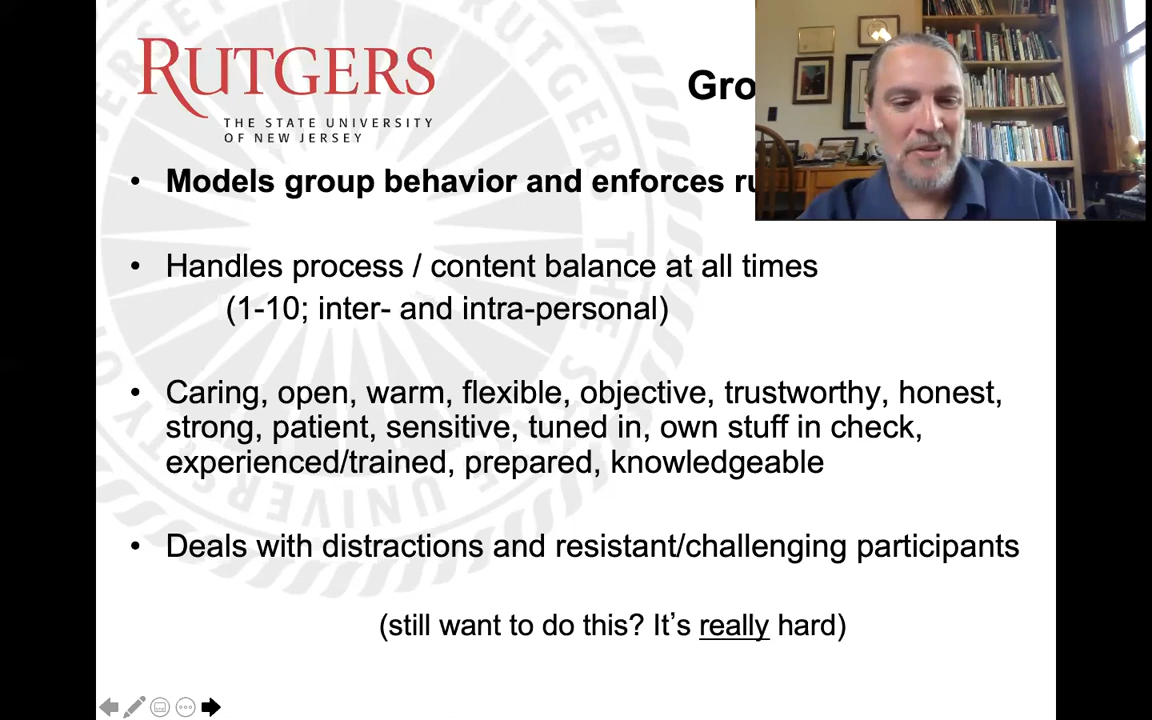 RUTGERS
THE STATE UNIVERSITY
OF NEW JERSEY
• Models group behavior and enforces
• Handles process / content balance at all times
(1-10; inter- and intra-personal)
• Caring, open, warm, flexible, objective, trustworthy, honest,
strong, patient, sensitive, tuned in, own stuff in check,
experienced/trained, prepared, knowledgeable
• Deals with distractions and resistant/challenging participants
(still want to do this? It’s really hard)